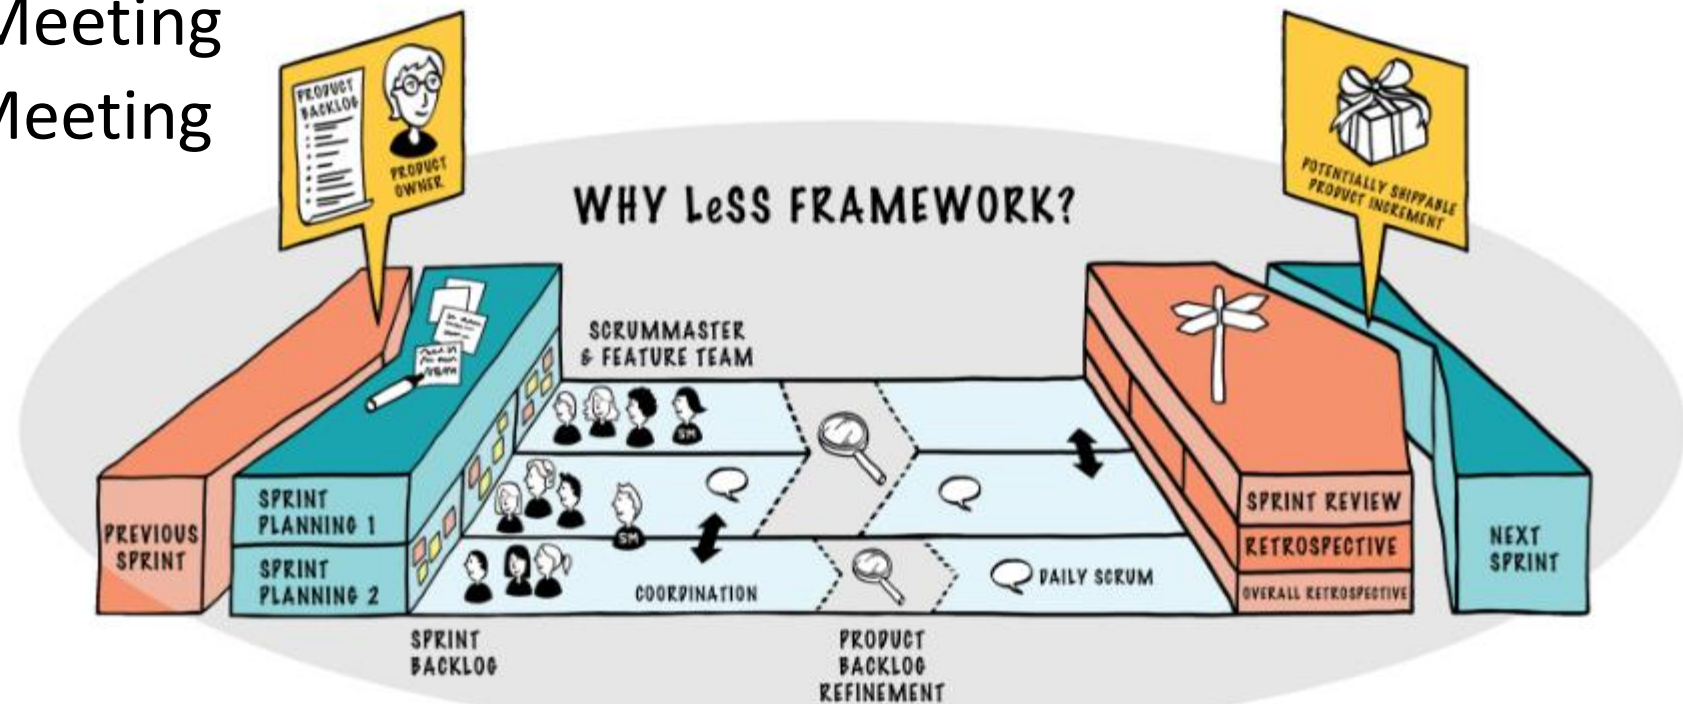 Meeting
Meeting
PRODUCT
BACKLOG
PRODUCT
OWNER
POTENTIALLY SHIPPABLE
PRODUCT INCREMENT
WHY LeSS FRAMEWORK?
SCRUMMASTER
& FEATURE TEAM
SM
SM
PREVIOUS
SPRINT
SPRINT
PLANNING 1
SPRINT
PLANNING 2
COORDINATION
DAILY SCRUM
SPRINT REVIEW
RETROSPECTIVE
OVERALL RETROSPECTIVE
NEXT
SPRINT
SPRINT
BACKLOG
PRODUCT
BACKLOG
REFINEMENT